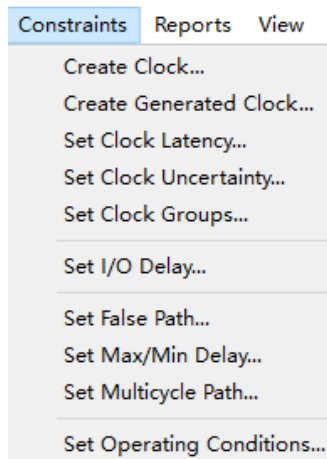 Constraints Reports View
Create Clock...
Create Generated Clock...
Set Clock Latency...
Set Clock Uncertainty...
Set Clock Groups...
Set I/O Delay...
Set False Path...
Set Max/Min Delay...
Set Multicycle Path...
Set Operating Conditions...